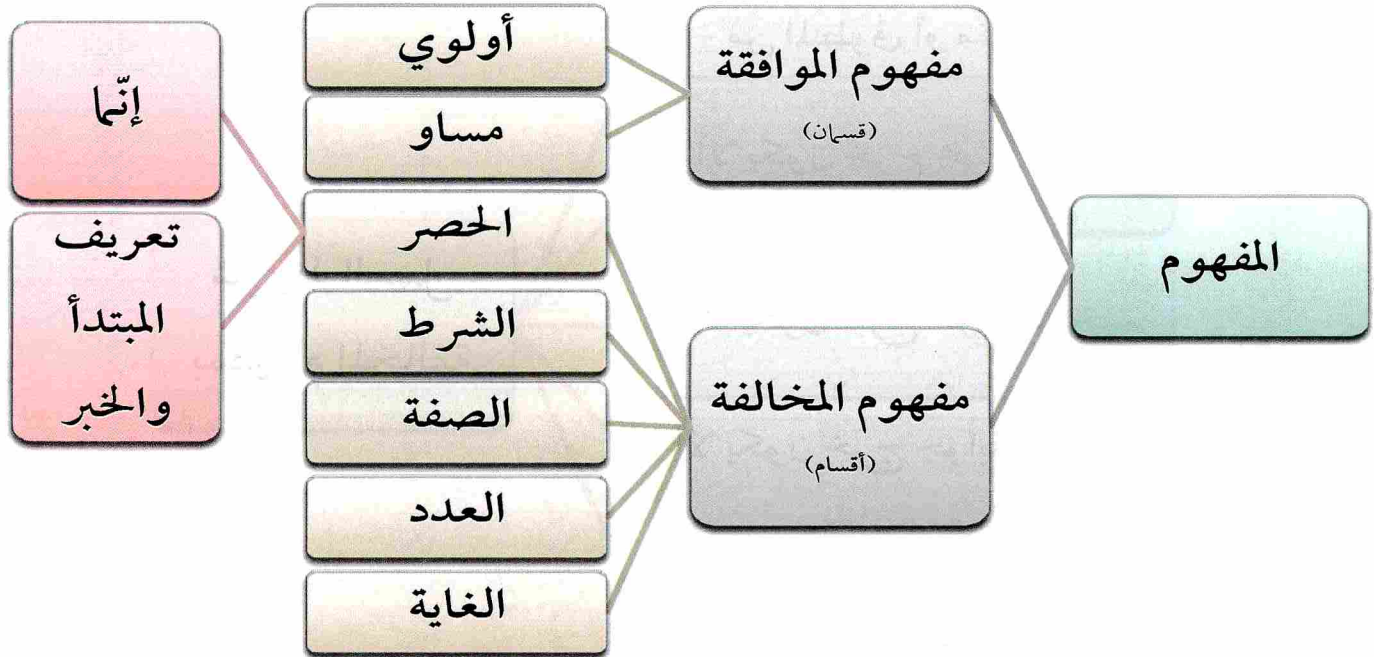 المفهوم
مفهوم الموافقة
(قسمان)
أولوي
مساو
مفهوم المخالفة
(أقسام)
الحصر
إنّما
تعريف
المبتدأ
والخبر
الشرط
الصفة
العدد
الغاية